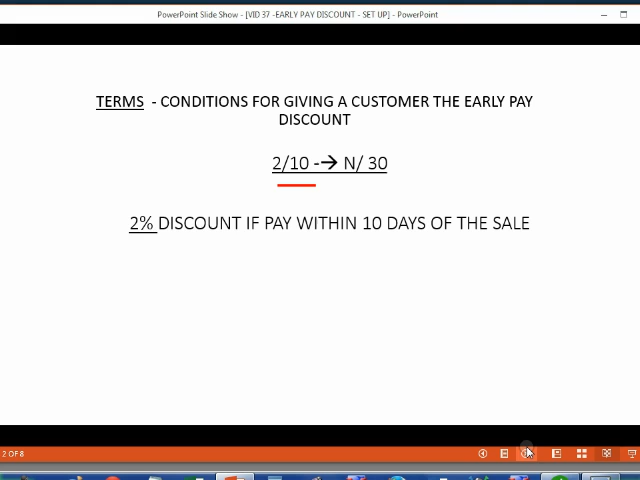 PowerPoint Slide Show - [VID 37 -EARLY PAY DISCOUNT - SET UP] - PowerPoint
TERMS - CONDITIONS FOR GIVING A CUSTOMER THE EARLY PAY
DISCOUNT
2/10 -→ N/ 30
2% DISCOUNT IF PAY WITHIN 10 DAYS OF THE SALE
2 OF 8